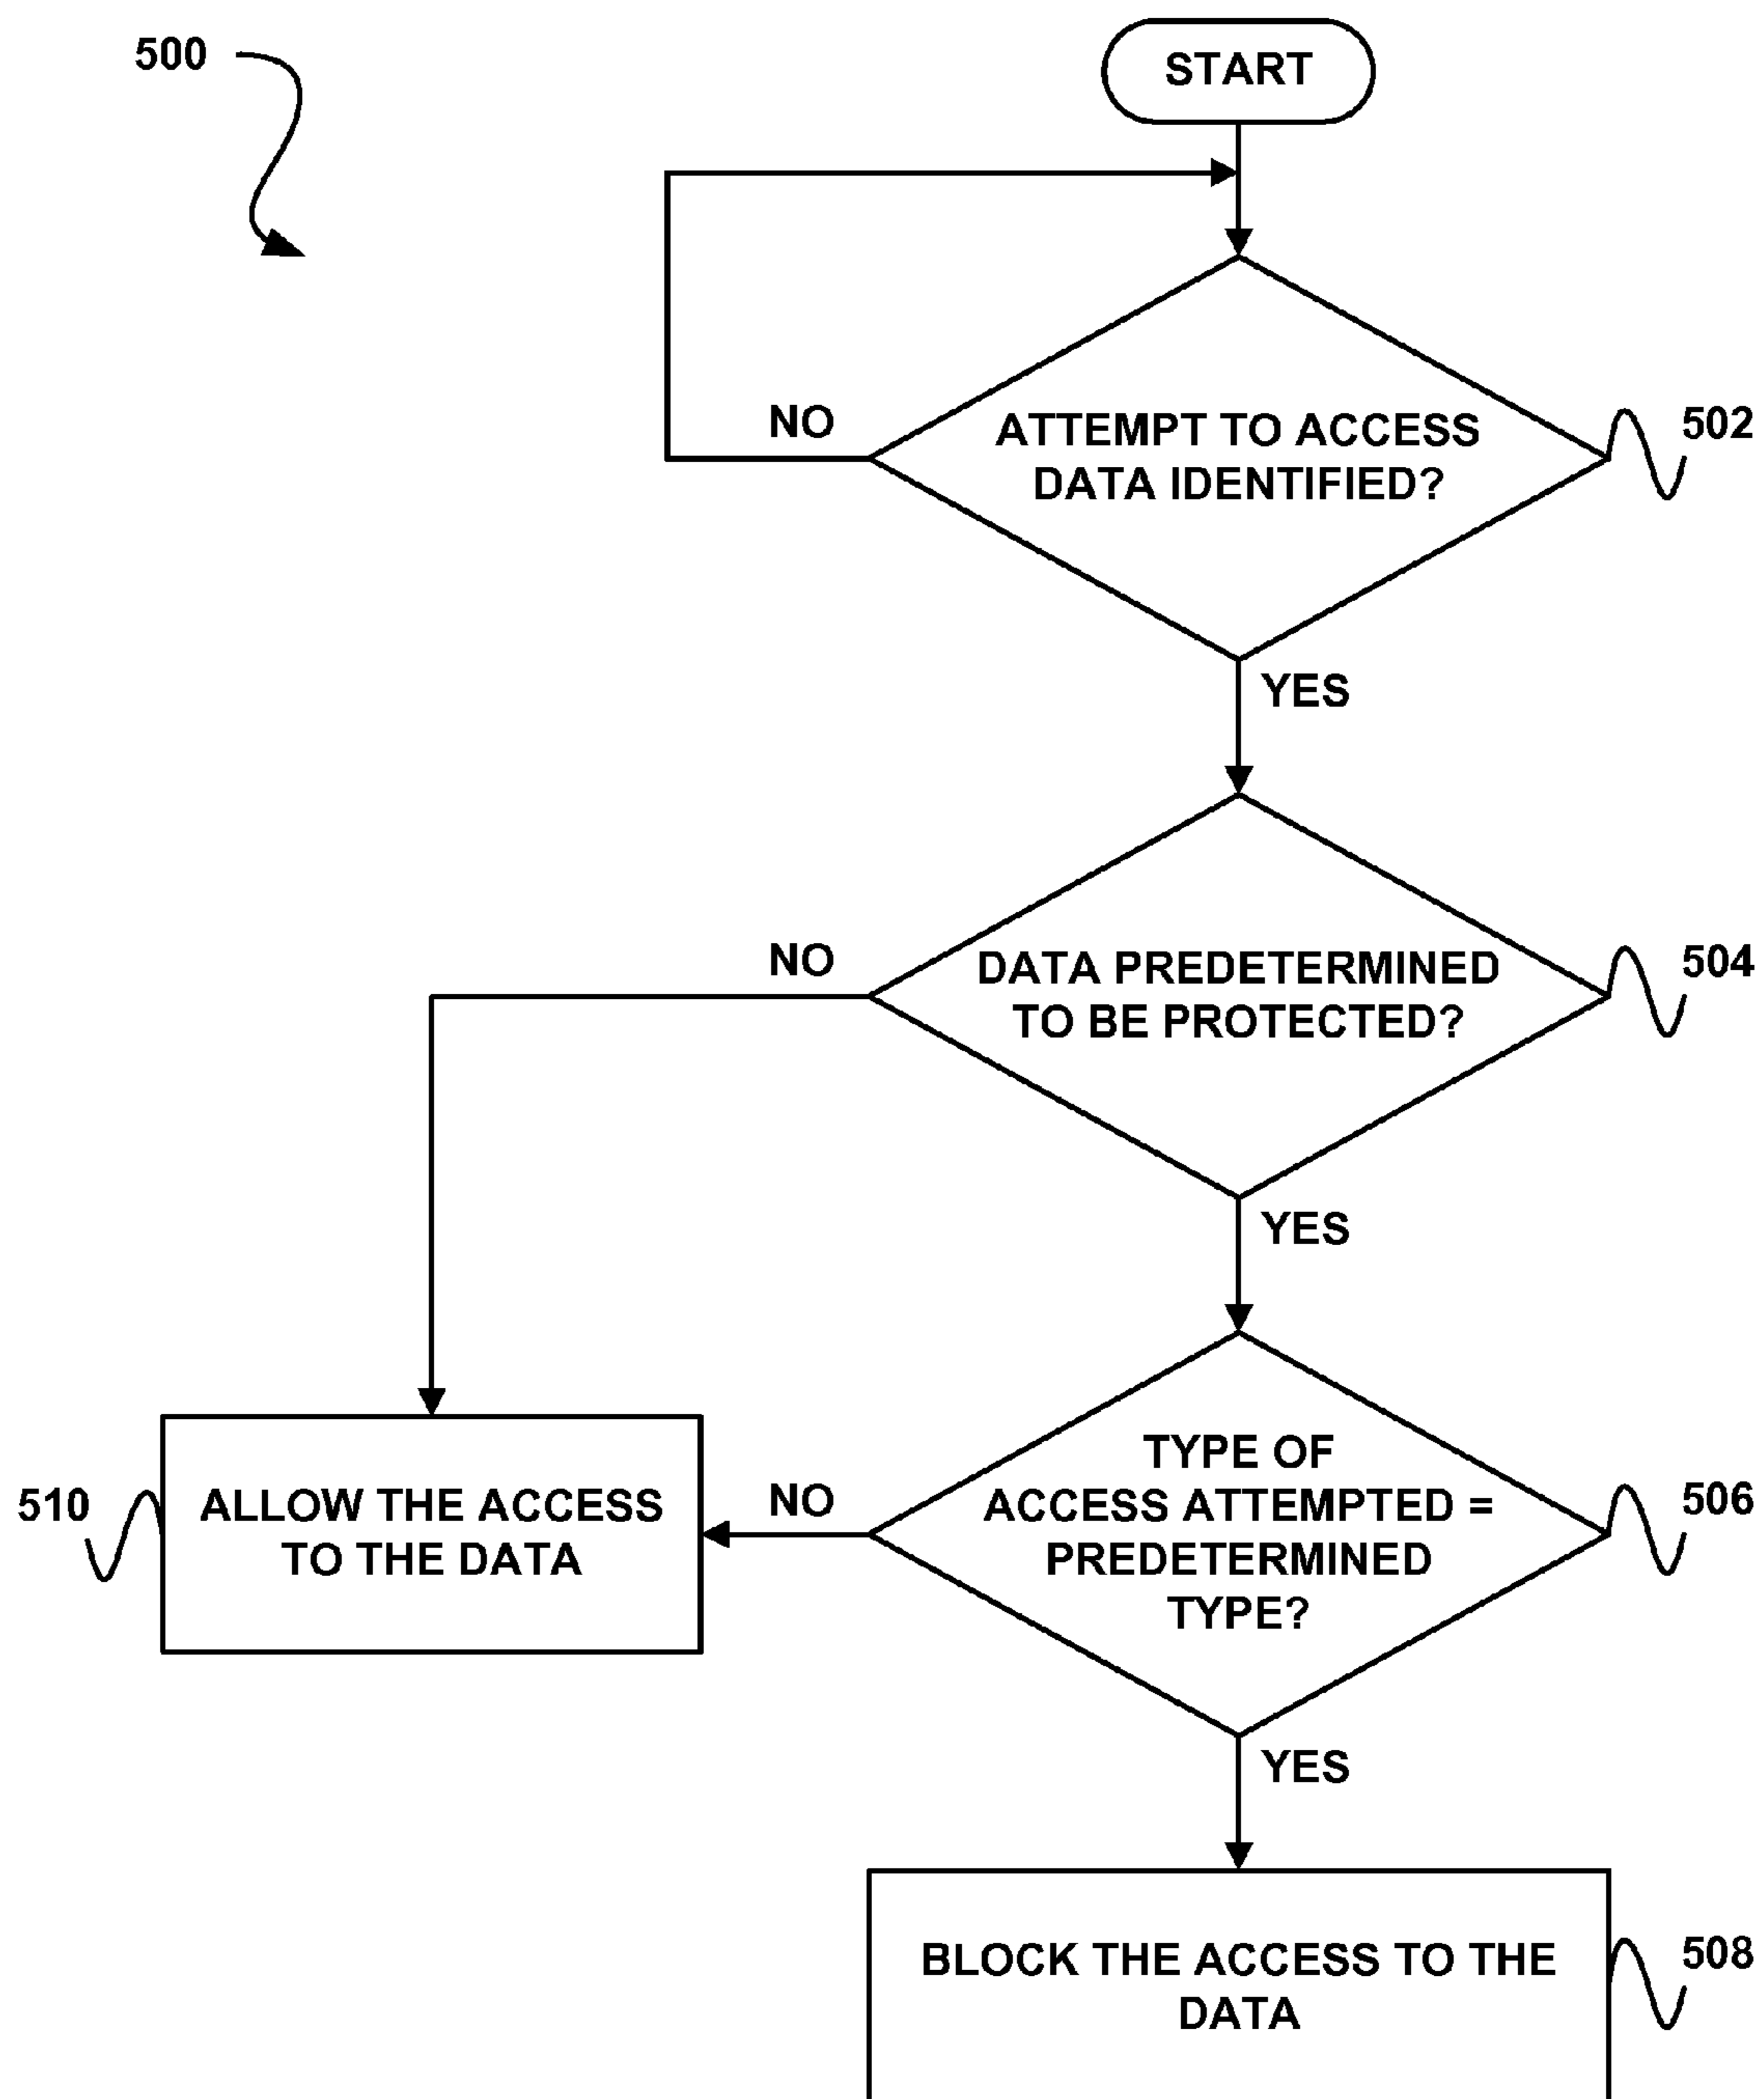 500
START
NO
ATTEMPT TO ACCESS
DATA IDENTIFIED?
502
YES
NO
DATA PREDETERMINED
TO BE PROTECTED?
504
YES
510
ALLOW THE ACCESS
TO THE DATA
NO
TYPE OF
ACCESS ATTEMPTED =
PREDETERMINED
TYPE?
506
YES
BLOCK THE ACCESS TO THE
DATA
508